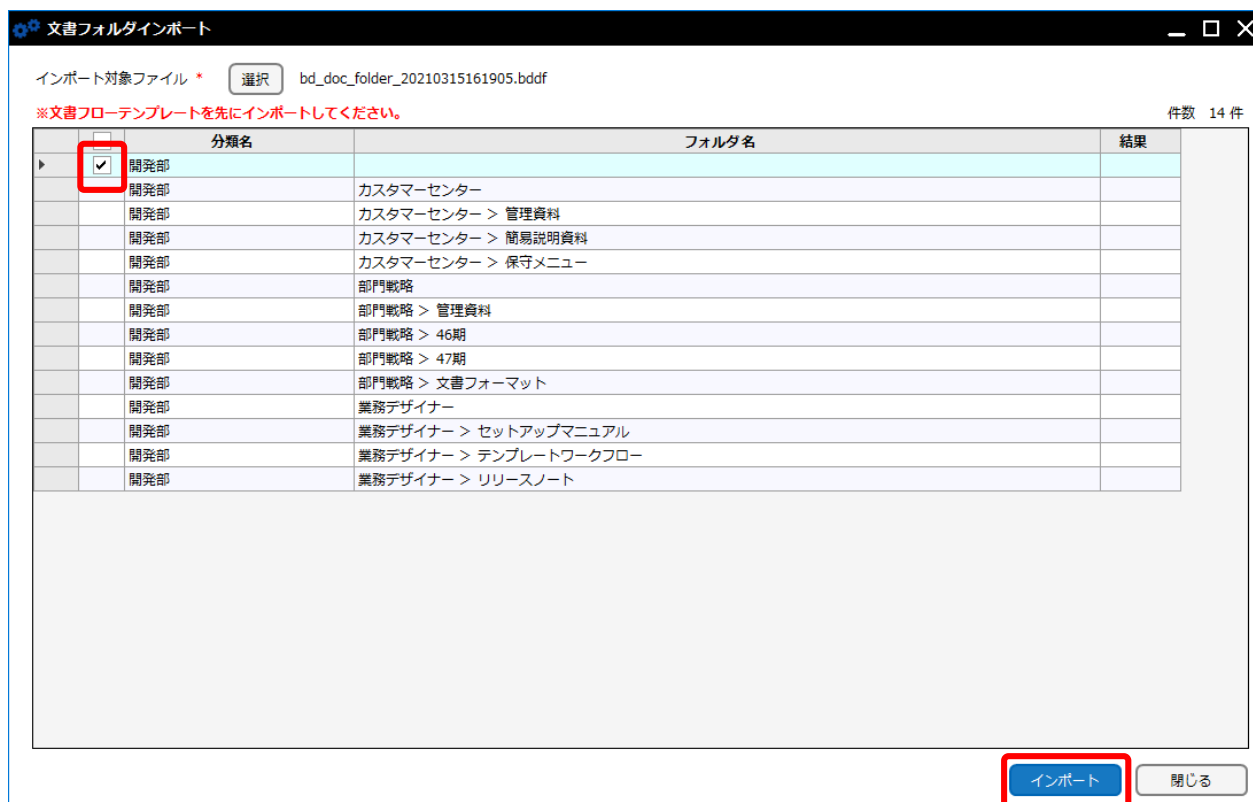 文書フォルダインポート
インポート対象ファイル * 選択 bd_doc_folder_20210315161905.bddf
※文書フローテンプレートを先にインポートしてください。 件数 14 件
分類名 フォルダ名 結果
開発部
開発部 カスタマーセンター
開発部 カスタマーセンター > 管理資料
開発部 カスタマーセンター > 簡易説明資料
開発部 カスタマーセンター > 保守メニュー
開発部 部門戦略
開発部 部門戦略 > 管理資料
開発部 部門戦略 > 46期
開発部 部門戦略 > 47期
開発部 部門戦略 > 文書フォーマット
開発部 業務デザイナー
開発部 業務デザイナー > セットアップマニュアル
開発部 業務デザイナー > テンプレートワークフロー
開発部 業務デザイナー > リリースノート
インポート 閉じる